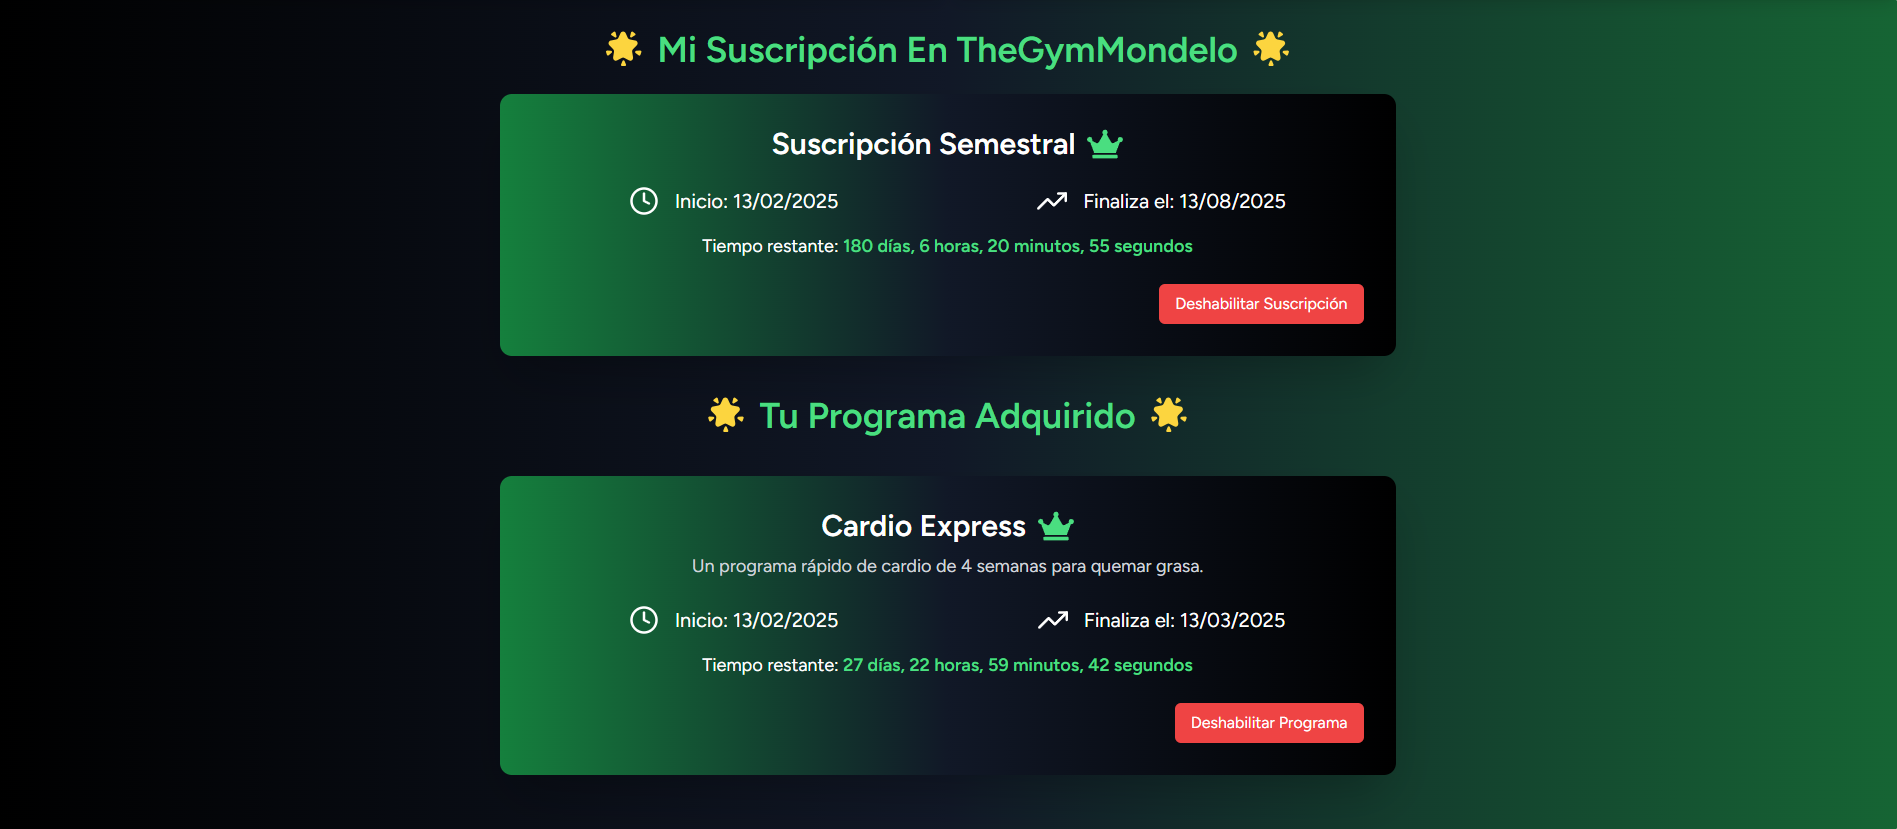 🌟 Mi Suscripción En TheGymMondelo 🌟
Suscripción Semestral
Inicio: 13/02/2025
Finaliza el: 13/08/2025
Tiempo restante: 180 días, 6 horas, 20 minutos, 55 segundos
Deshabilitar Suscripción
🌟 Tu Programa Adquirido 🌟
Cardio Express
Un programa rápido de cardio de 4 semanas para quemar grasa.
Inicio: 13/02/2025
Finaliza el: 13/03/2025
Tiempo restante: 27 días, 22 horas, 59 minutos, 42 segundos
Deshabilitar Programa